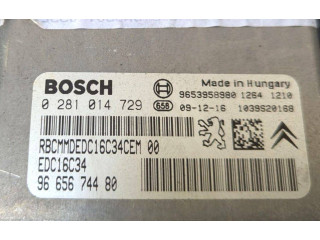 BOSCH
Made in Hungary
9653958980 1264 1210
0 281 014 729
658
09-12-16 1039S20168
RBCMMDEDC16C34CEM 00
EDC16C34
96 656 744 80